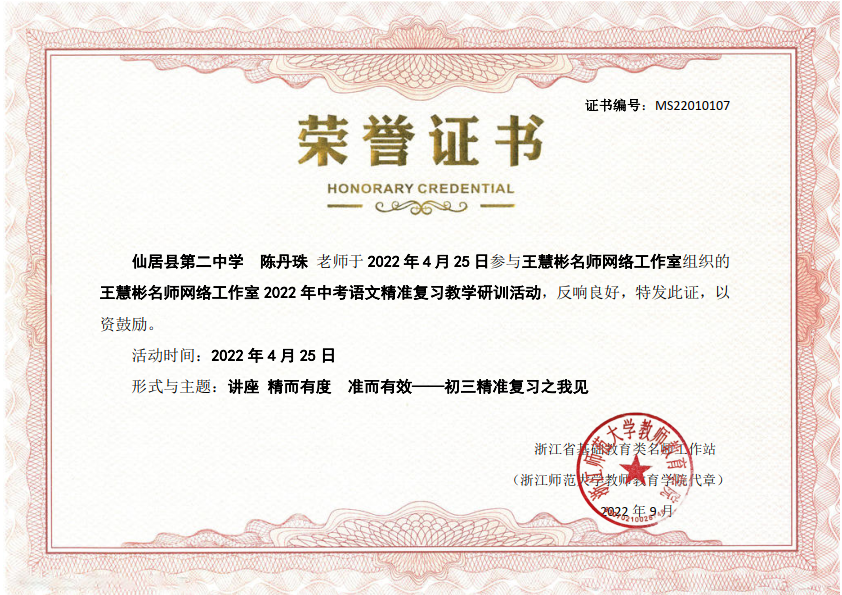 证书编号：MS22010107
荣誉证书
HONORARY CREDENTIAL
仙居县第二中学 陈丹珠 老师于 2022 年 4 月 25 日参与王慧彬名师网络工作室组织的
王慧彬名师网络工作室 2022 年中考语文精准复习教学研训活动，反响良好，特发此证，以
资鼓励。
活动时间：2022 年 4 月 25 日
形式与主题：讲座 精而有度 准而有效——初三精准复习之我见
浙江省基础教育类名师工作站
（浙江师范大学教师教育学院代章）
2022 年 9 月
浙江师范大学教师教育学院